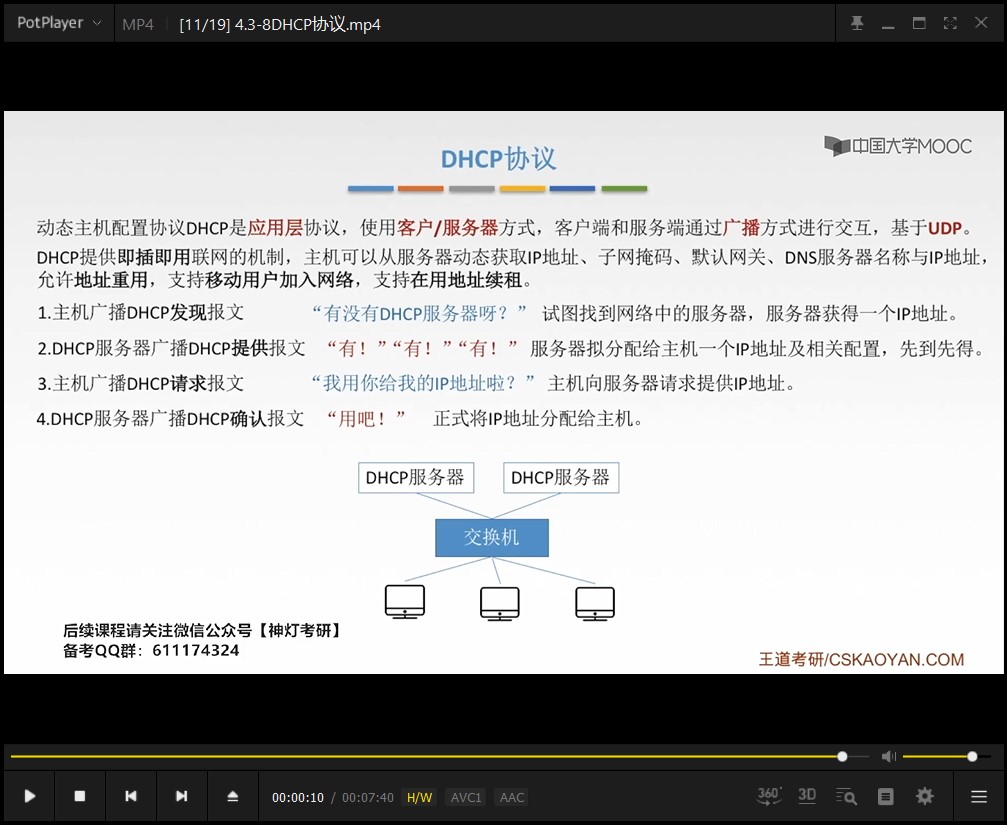 PotPlayer MP4 [11/19] 4.3-8DHCP协议.mp4
中国大学MOOC
DHCP协议
动态主机配置协议DHCP是应用层协议，使用客户/服务器方式，客户端和服务端通过广播方式进行交互，基于UDP。
DHCP提供即插即用联网的机制，主机可以从服务器动态获取IP地址、子网掩码、默认网关、DNS服务器名称与IP地址，
允许地址重用，支持移动用户加入网络，支持在用地址续租。
1.主机广播DHCP发现报文 “有没有DHCP服务器呀？” 试图找到网络中的服务器，服务器获得一个IP地址。
2.DHCP服务器广播DHCP提供报文 “有！”“有！”“有！” 服务器拟分配给主机一个IP地址及相关配置，先到先得。
3.主机广播DHCP请求报文 “我用你给我的IP地址啦？” 主机向服务器请求提供IP地址。
4.DHCP服务器广播DHCP确认报文 “用吧！” 正式将IP地址分配给主机。
DHCP服务器 DHCP服务器
交换机
后续课程请关注微信公众号【神灯考研】
备考QQ群：611174324
王道考研/CSKAOYAN.COM
00:00:10 / 00:07:40 H/W AVC1 AAC 360° 3D